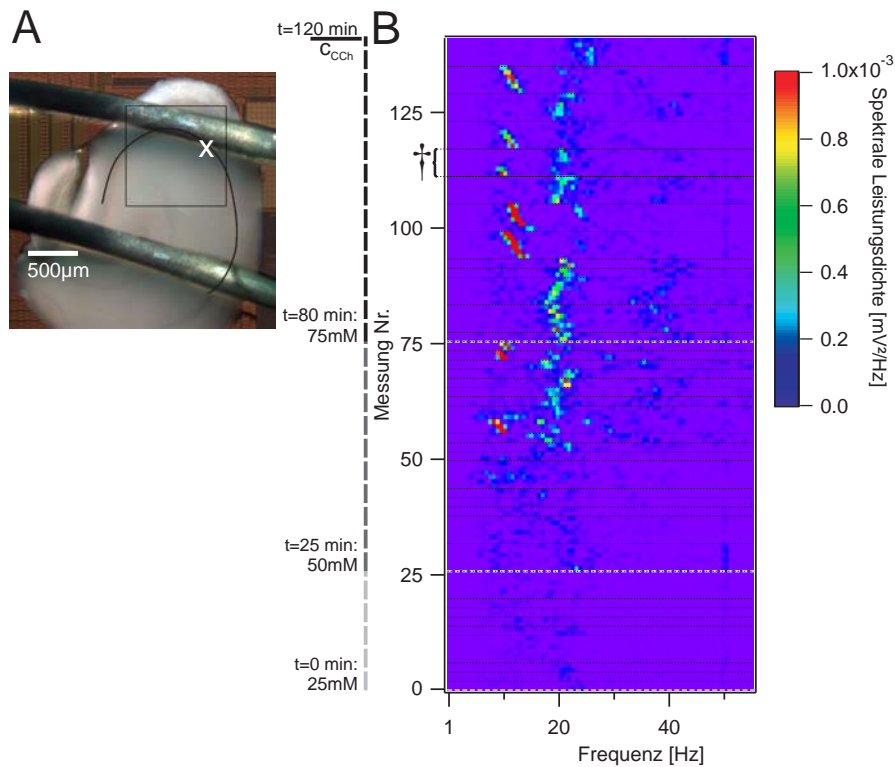 A
B
t=120 min
c_CCh
x
500µm
t=80 min:
75mM
t=25 min:
50mM
t=0 min:
25mM
Messung Nr.
125
100
75
50
25
0
†{
1
20
40
Frequenz [Hz]
1.0x10⁻³
0.8
0.6
0.4
0.2
0.0
Spektrale Leistungsdichte [mV²/Hz]